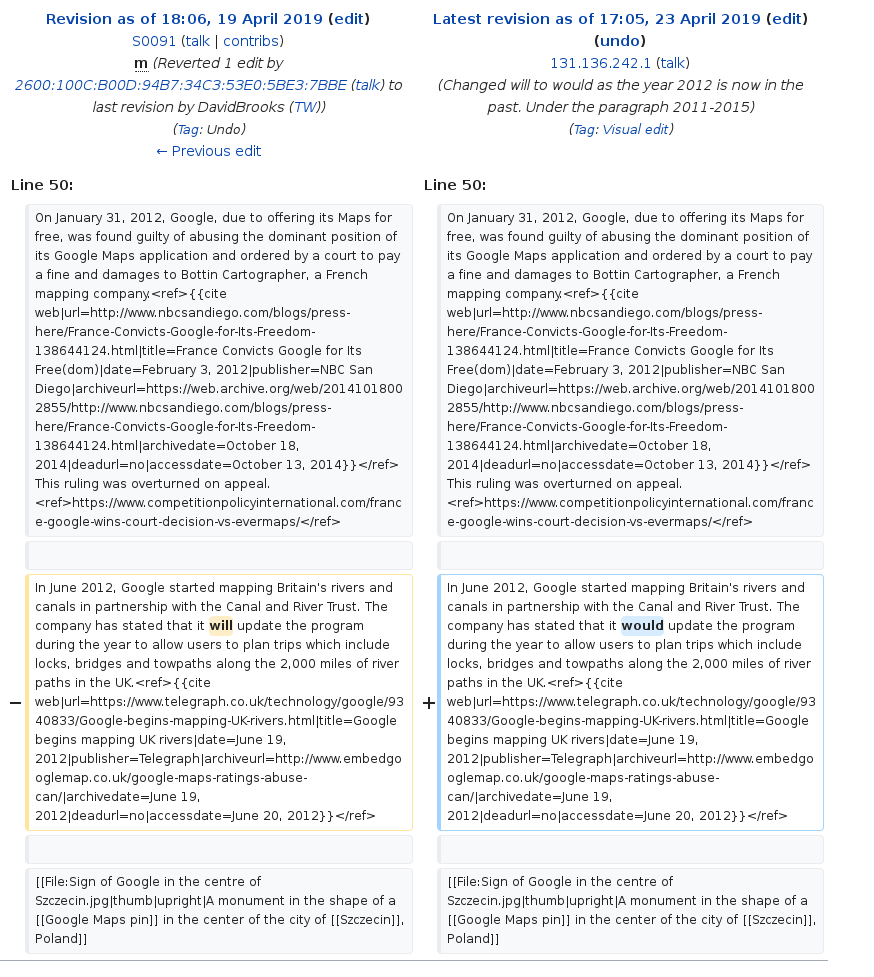 Revision as of 18:06, 19 April 2019 (edit)
S0091 (talk | contribs)
m (Reverted 1 edit by
2600:100C:B00D:94B7:34C3:53E0:5BE3:7BBE (talk) to
last revision by DavidBrooks (TW))
(Tag: Undo)
← Previous edit
Latest revision as of 17:05, 23 April 2019 (edit)
(undo)
131.136.242.1 (talk)
(Changed will to would as the year 2012 is now in the
past. Under the paragraph 2011-2015)
(Tag: Visual edit)
Line 50:
Line 50:
On January 31, 2012, Google, due to offering its Maps for
free, was found guilty of abusing the dominant position of
its Google Maps application and ordered by a court to pay
a fine and damages to Bottin Cartographer, a French
mapping company.<ref>{{cite
web|url=http://www.nbcsandiego.com/blogs/press-
here/France-Convicts-Google-for-Its-Freedom-
138644124.html|title=France Convicts Google for Its
Free(dom)|date=February 3, 2012|publisher=NBC San
Diego|archiveurl=https://web.archive.org/web/2014101800
2855/http://www.nbcsandiego.com/blogs/press-
here/France-Convicts-Google-for-Its-Freedom-
138644124.html|archivedate=October 18,
2014|deadurl=no|accessdate=October 13, 2014}}</ref>
This ruling was overturned on appeal.
<ref>https://www.competitionpolicyinternational.com/franc
e-google-wins-court-decision-vs-evermaps/</ref>
On January 31, 2012, Google, due to offering its Maps for
free, was found guilty of abusing the dominant position of
its Google Maps application and ordered by a court to pay
a fine and damages to Bottin Cartographer, a French
mapping company.<ref>{{cite
web|url=http://www.nbcsandiego.com/blogs/press-
here/France-Convicts-Google-for-Its-Freedom-
138644124.html|title=France Convicts Google for Its
Free(dom)|date=February 3, 2012|publisher=NBC San
Diego|archiveurl=https://web.archive.org/web/2014101800
2855/http://www.nbcsandiego.com/blogs/press-
here/France-Convicts-Google-for-Its-Freedom-
138644124.html|archivedate=October 18,
2014|deadurl=no|accessdate=October 13, 2014}}</ref>
This ruling was overturned on appeal.
<ref>https://www.competitionpolicyinternational.com/franc
e-google-wins-court-decision-vs-evermaps/</ref>
−
In June 2012, Google started mapping Britain's rivers and
canals in partnership with the Canal and River Trust. The
company has stated that it will update the program
during the year to allow users to plan trips which include
locks, bridges and towpaths along the 2,000 miles of river
paths in the UK.<ref>{{cite
web|url=https://www.telegraph.co.uk/technology/google/93
40833/Google-begins-mapping-UK-rivers.html|title=Google
begins mapping UK rivers|date=June 19,
2012|publisher=Telegraph|archiveurl=http://www.embedgo
oglemap.co.uk/google-maps-ratings-abuse-
can/|archivedate=June 19,
2012|deadurl=no|accessdate=June 20, 2012}}</ref>
+
In June 2012, Google started mapping Britain's rivers and
canals in partnership with the Canal and River Trust. The
company has stated that it would update the program
during the year to allow users to plan trips which include
locks, bridges and towpaths along the 2,000 miles of river
paths in the UK.<ref>{{cite
web|url=https://www.telegraph.co.uk/technology/google/93
40833/Google-begins-mapping-UK-rivers.html|title=Google
begins mapping UK rivers|date=June 19,
2012|publisher=Telegraph|archiveurl=http://www.embedgo
oglemap.co.uk/google-maps-ratings-abuse-
can/|archivedate=June 19,
2012|deadurl=no|accessdate=June 20, 2012}}</ref>
[[File:Sign of Google in the centre of
Szczecin.jpg|thumb|upright|A monument in the shape of a
[[Google Maps pin]] in the center of the city of [[Szczecin]],
Poland]]
[[File:Sign of Google in the centre of
Szczecin.jpg|thumb|upright|A monument in the shape of a
[[Google Maps pin]] in the center of the city of [[Szczecin]],
Poland]]